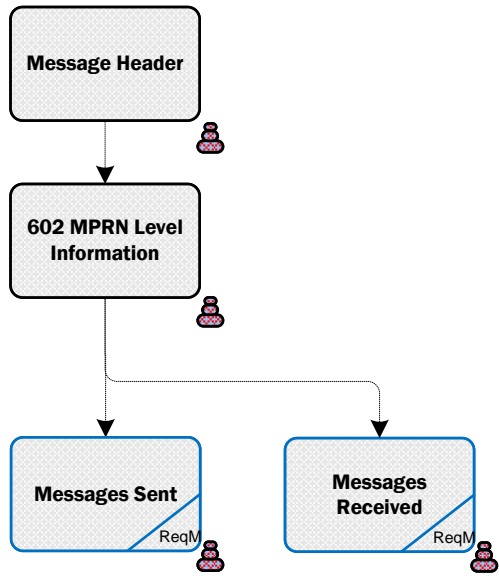 Message Header
602 MPRN Level
Information
Messages Sent
ReqM
Messages
Received
ReqM